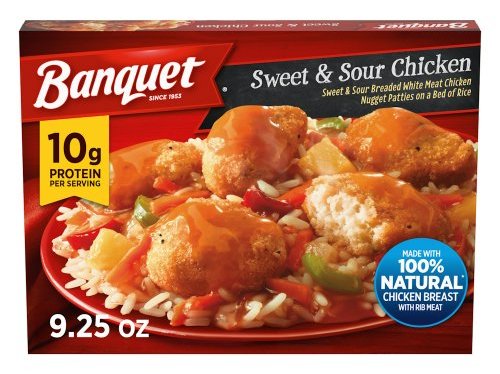 Banquet
SINCE 1953
®
Sweet & Sour Chicken
Sweet & Sour Breaded White Meat Chicken
Nugget Patties on a Bed of Rice
10g
PROTEIN
PER SERVING
MADE WITH
100%
NATURAL*
CHICKEN BREAST
WITH RIB MEAT
9.25 oz